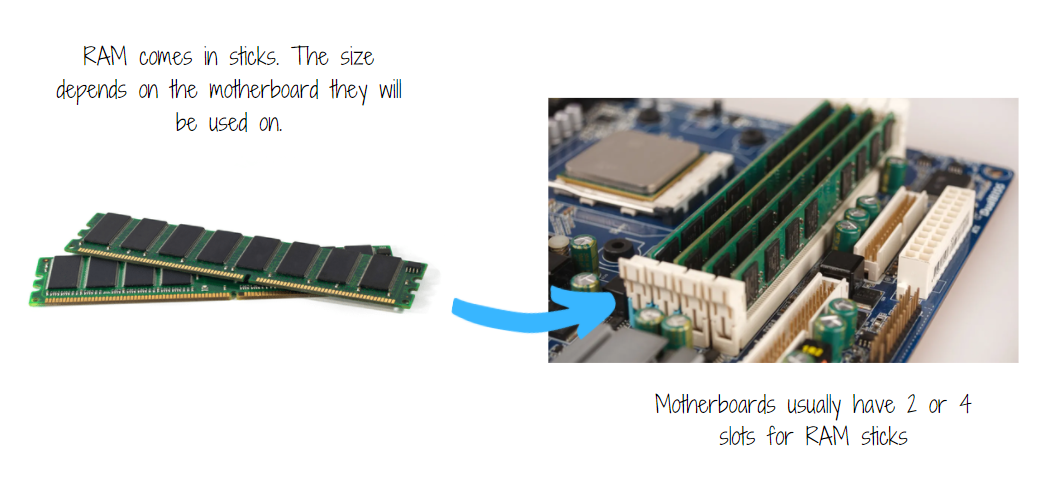 RAM comes in sticks. The size
depends on the motherboard they will
be used on.
Motherboards usually have 2 or 4
slots for RAM sticks